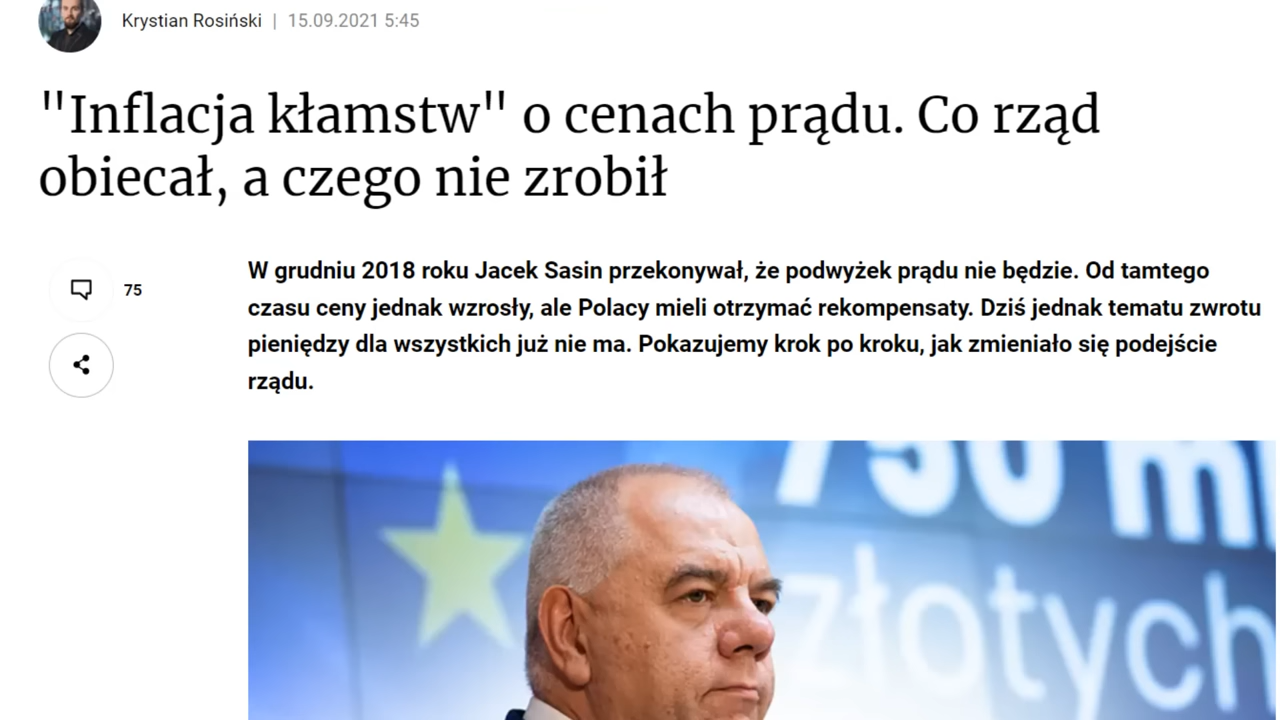 Krystian Rosiński | 15.09.2021 5:45
"Inflacja kłamstw" o cenach prądu. Co rząd
obiecał, a czego nie zrobił
75
W grudniu 2018 roku Jacek Sasin przekonywał, że podwyżek prądu nie będzie. Od tamtego
czasu ceny jednak wzrosły, ale Polacy mieli otrzymać rekompensaty. Dziś jednak tematu zwrotu
pieniędzy dla wszystkich już nie ma. Pokazujemy krok po kroku, jak zmieniało się podejście
rządu.
750 ml
złotych